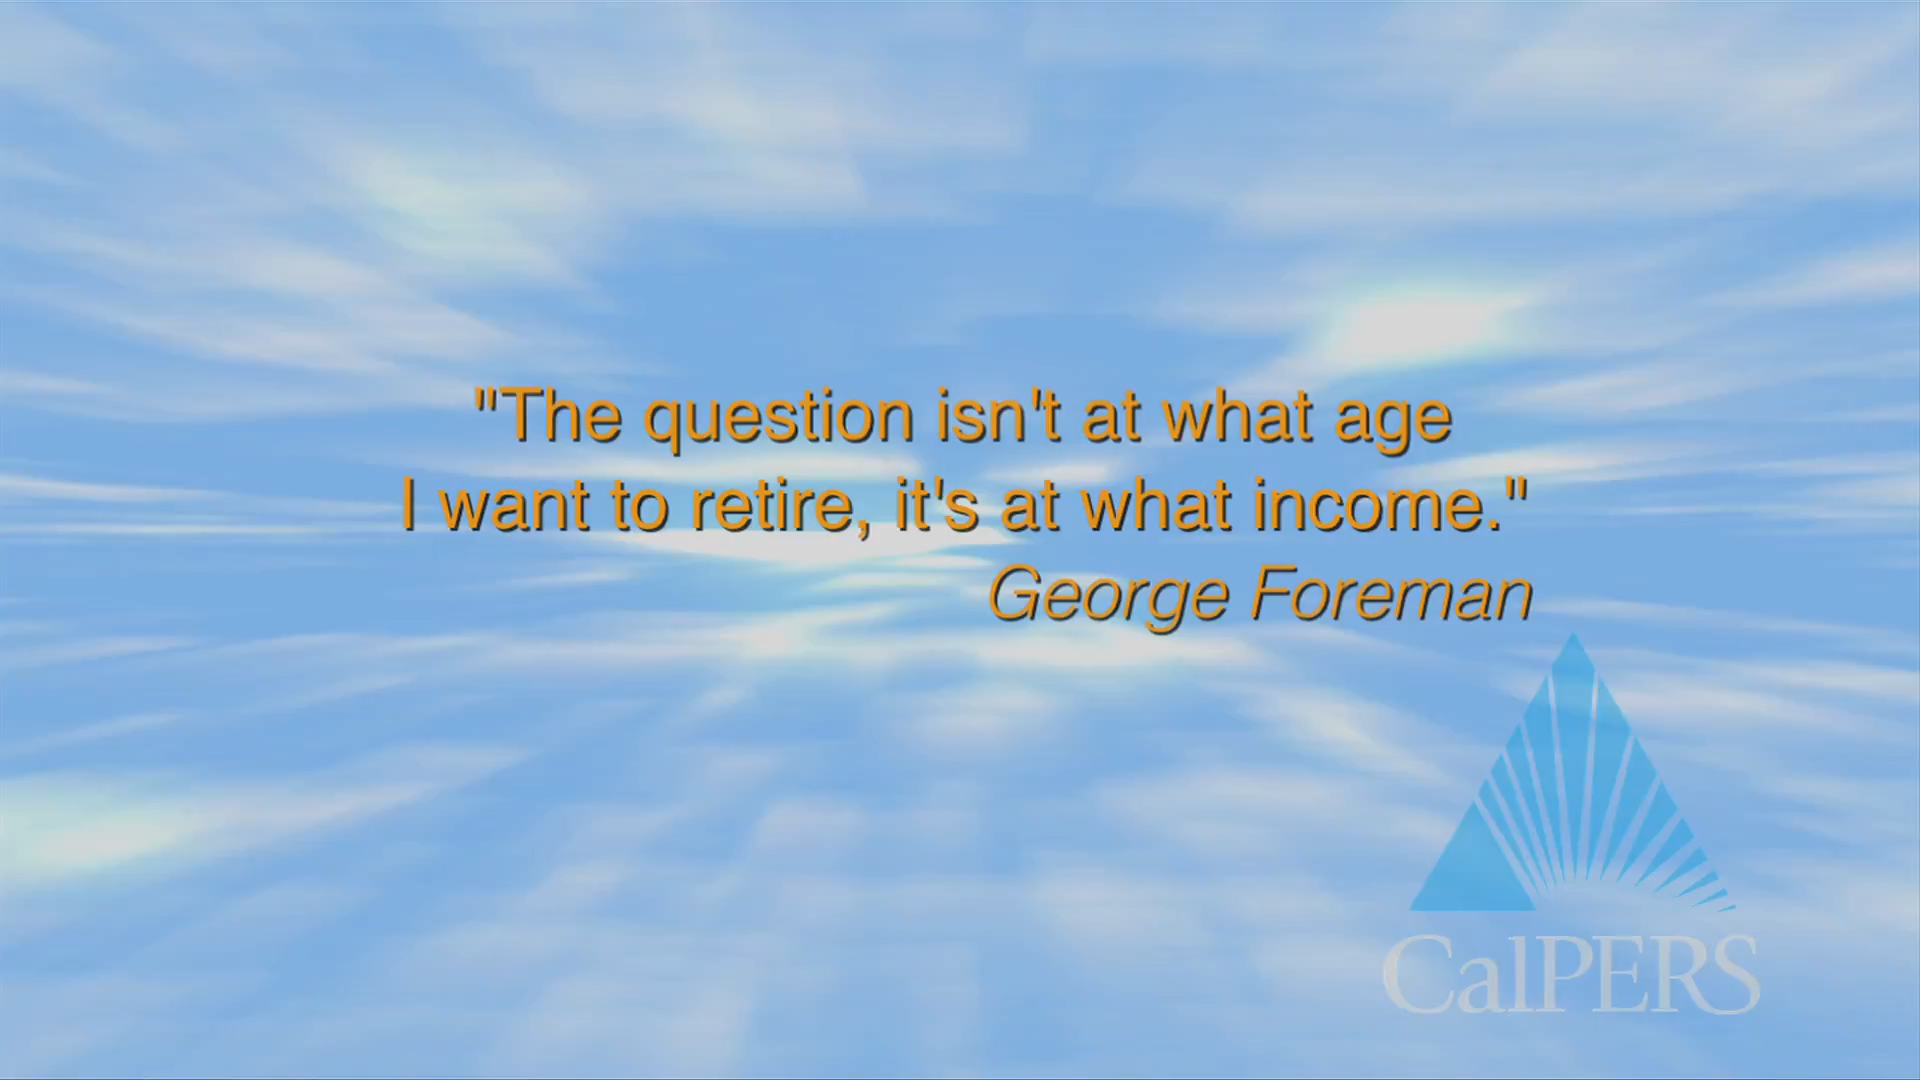 "The question isn't at what age
I want to retire, it's at what income."
George Foreman
CalPERS